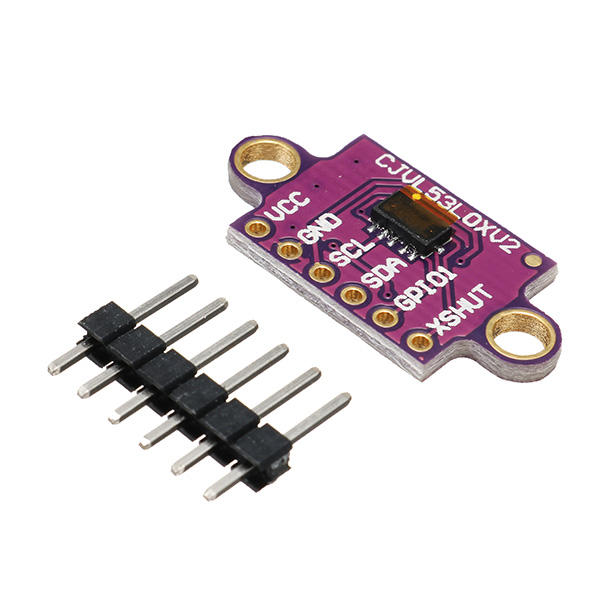 CJVL53L0XV2
VCC
GND
SCL
SDA
GPIO1
XSHUT